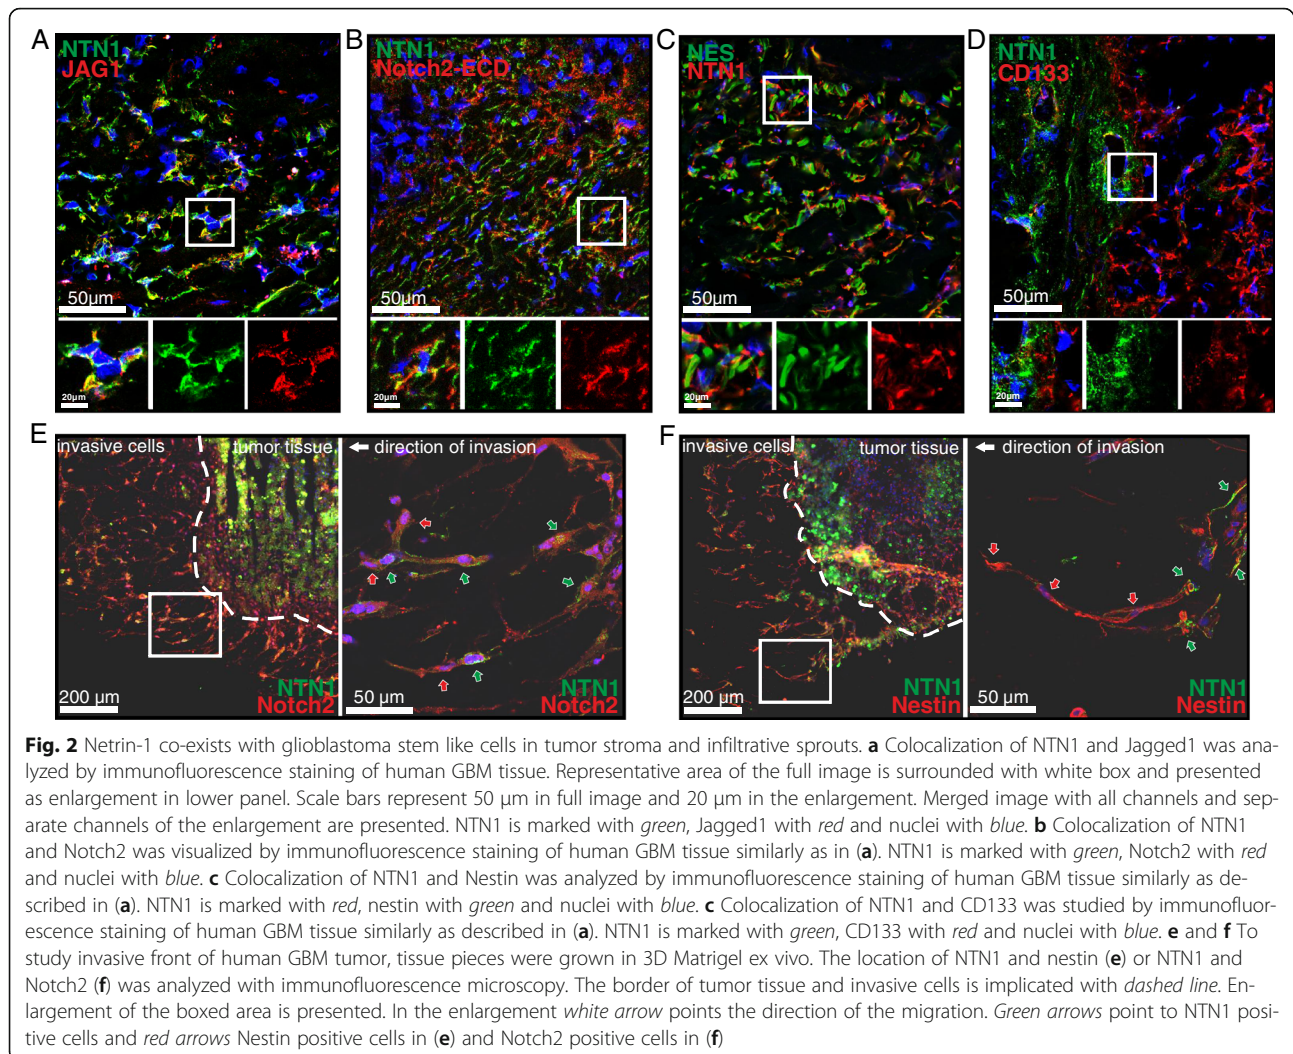 A
NTN1
JAG1
50µm
20µm
B
NTN1
Notch2-ECD
50µm
20µm
C
NES
NTN1
50µm
20µm
D
NTN1
CD133
50µm
20µm
E
invasive cells
tumor tissue
direction of invasion
200 µm
NTN1
Notch2
50 µm
NTN1
Notch2
F
invasive cells
tumor tissue
direction of invasion
200 µm
NTN1
Nestin
50 µm
NTN1
Nestin
Fig. 2 Netrin-1 co-exists with glioblastoma stem like cells in tumor stroma and infiltrative sprouts. a Colocalization of NTN1 and Jagged1 was ana-
lyzed by immunofluorescence staining of human GBM tissue. Representative area of the full image is surrounded with white box and presented
as enlargement in lower panel. Scale bars represent 50 µm in full image and 20 µm in the enlargement. Merged image with all channels and sep-
arate channels of the enlargement are presented. NTN1 is marked with green, Jagged1 with red and nuclei with blue. b Colocalization of NTN1
and Notch2 was visualized by immunofluorescence staining of human GBM tissue similarly as in (a). NTN1 is marked with green, Notch2 with red
and nuclei with blue. c Colocalization of NTN1 and Nestin was analyzed by immunofluorescence staining of human GBM tissue similarly as de-
scribed in (a). NTN1 is marked with red, nestin with green and nuclei with blue. c Colocalization of NTN1 and CD133 was studied by immunofluor-
escence staining of human GBM tissue similarly as described in (a). NTN1 is marked with green, CD133 with red and nuclei with blue. e and f To
study invasive front of human GBM tumor, tissue pieces were grown in 3D Matrigel ex vivo. The location of NTN1 and nestin (e) or NTN1 and
Notch2 (f) was analyzed with immunofluorescence microscopy. The border of tumor tissue and invasive cells is implicated with dashed line. En-
largement of the boxed area is presented. In the enlargement white arrow points the direction of the migration. Green arrows point to NTN1 posi-
tive cells and red arrows Nestin positive cells in (e) and Notch2 positive cells in (f)